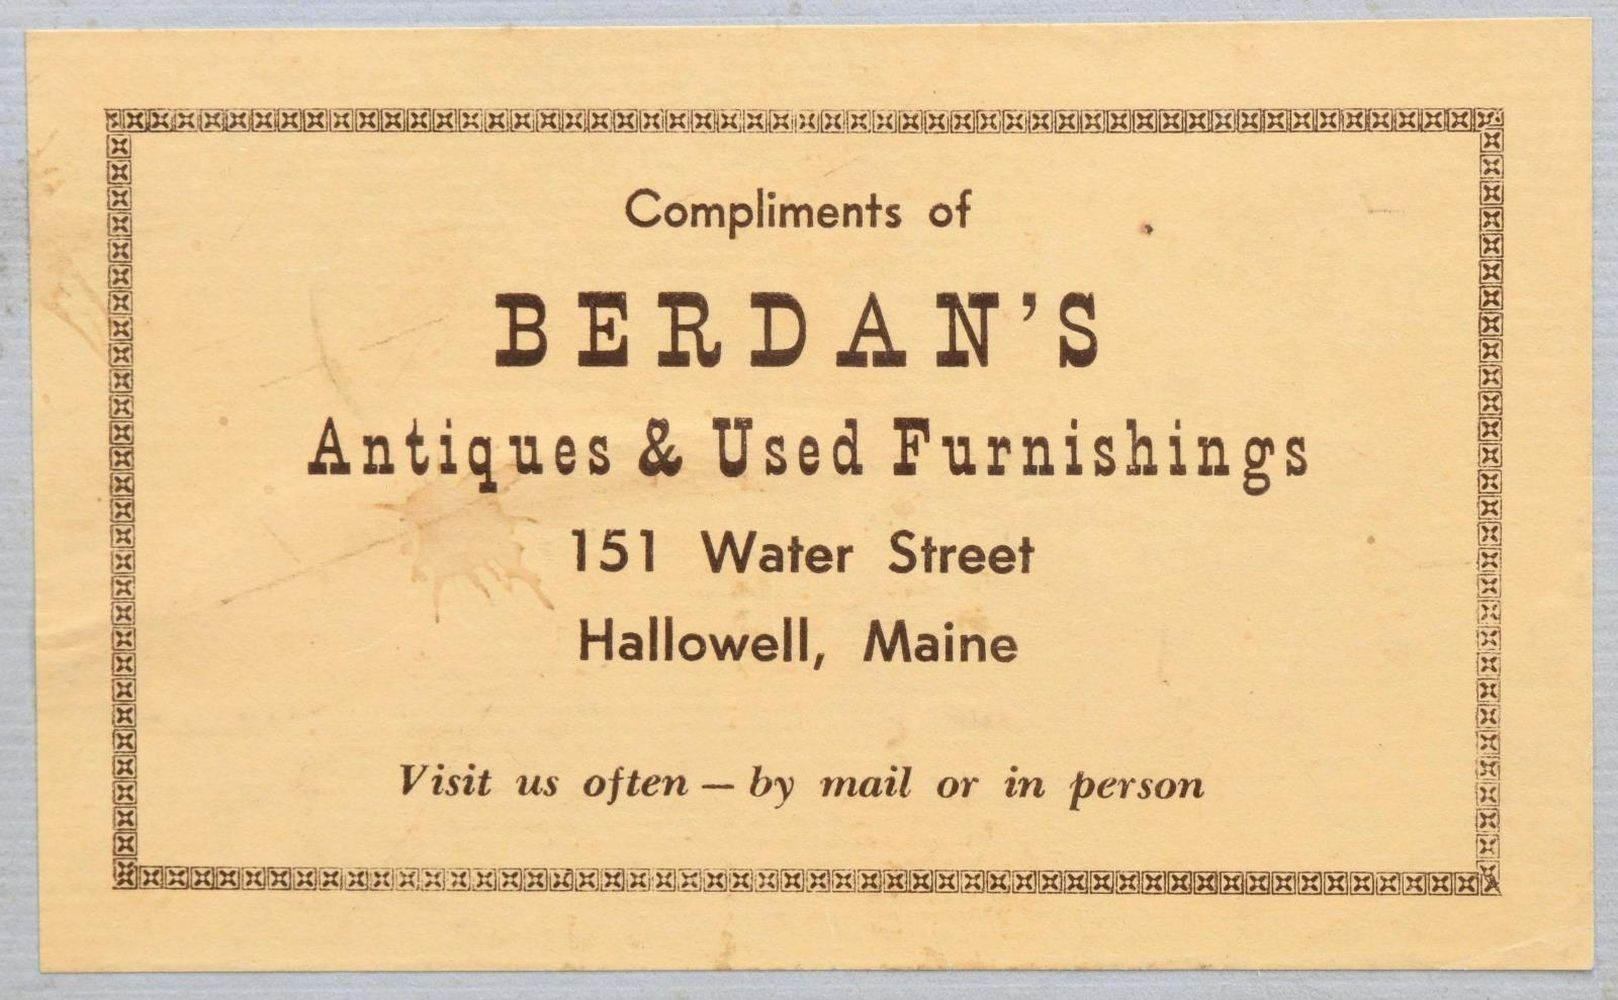 Compliments of
BERDAN'S
Antiques & Used Furnishings
151 Water Street
Hallowell, Maine
Visit us often — by mail or in person